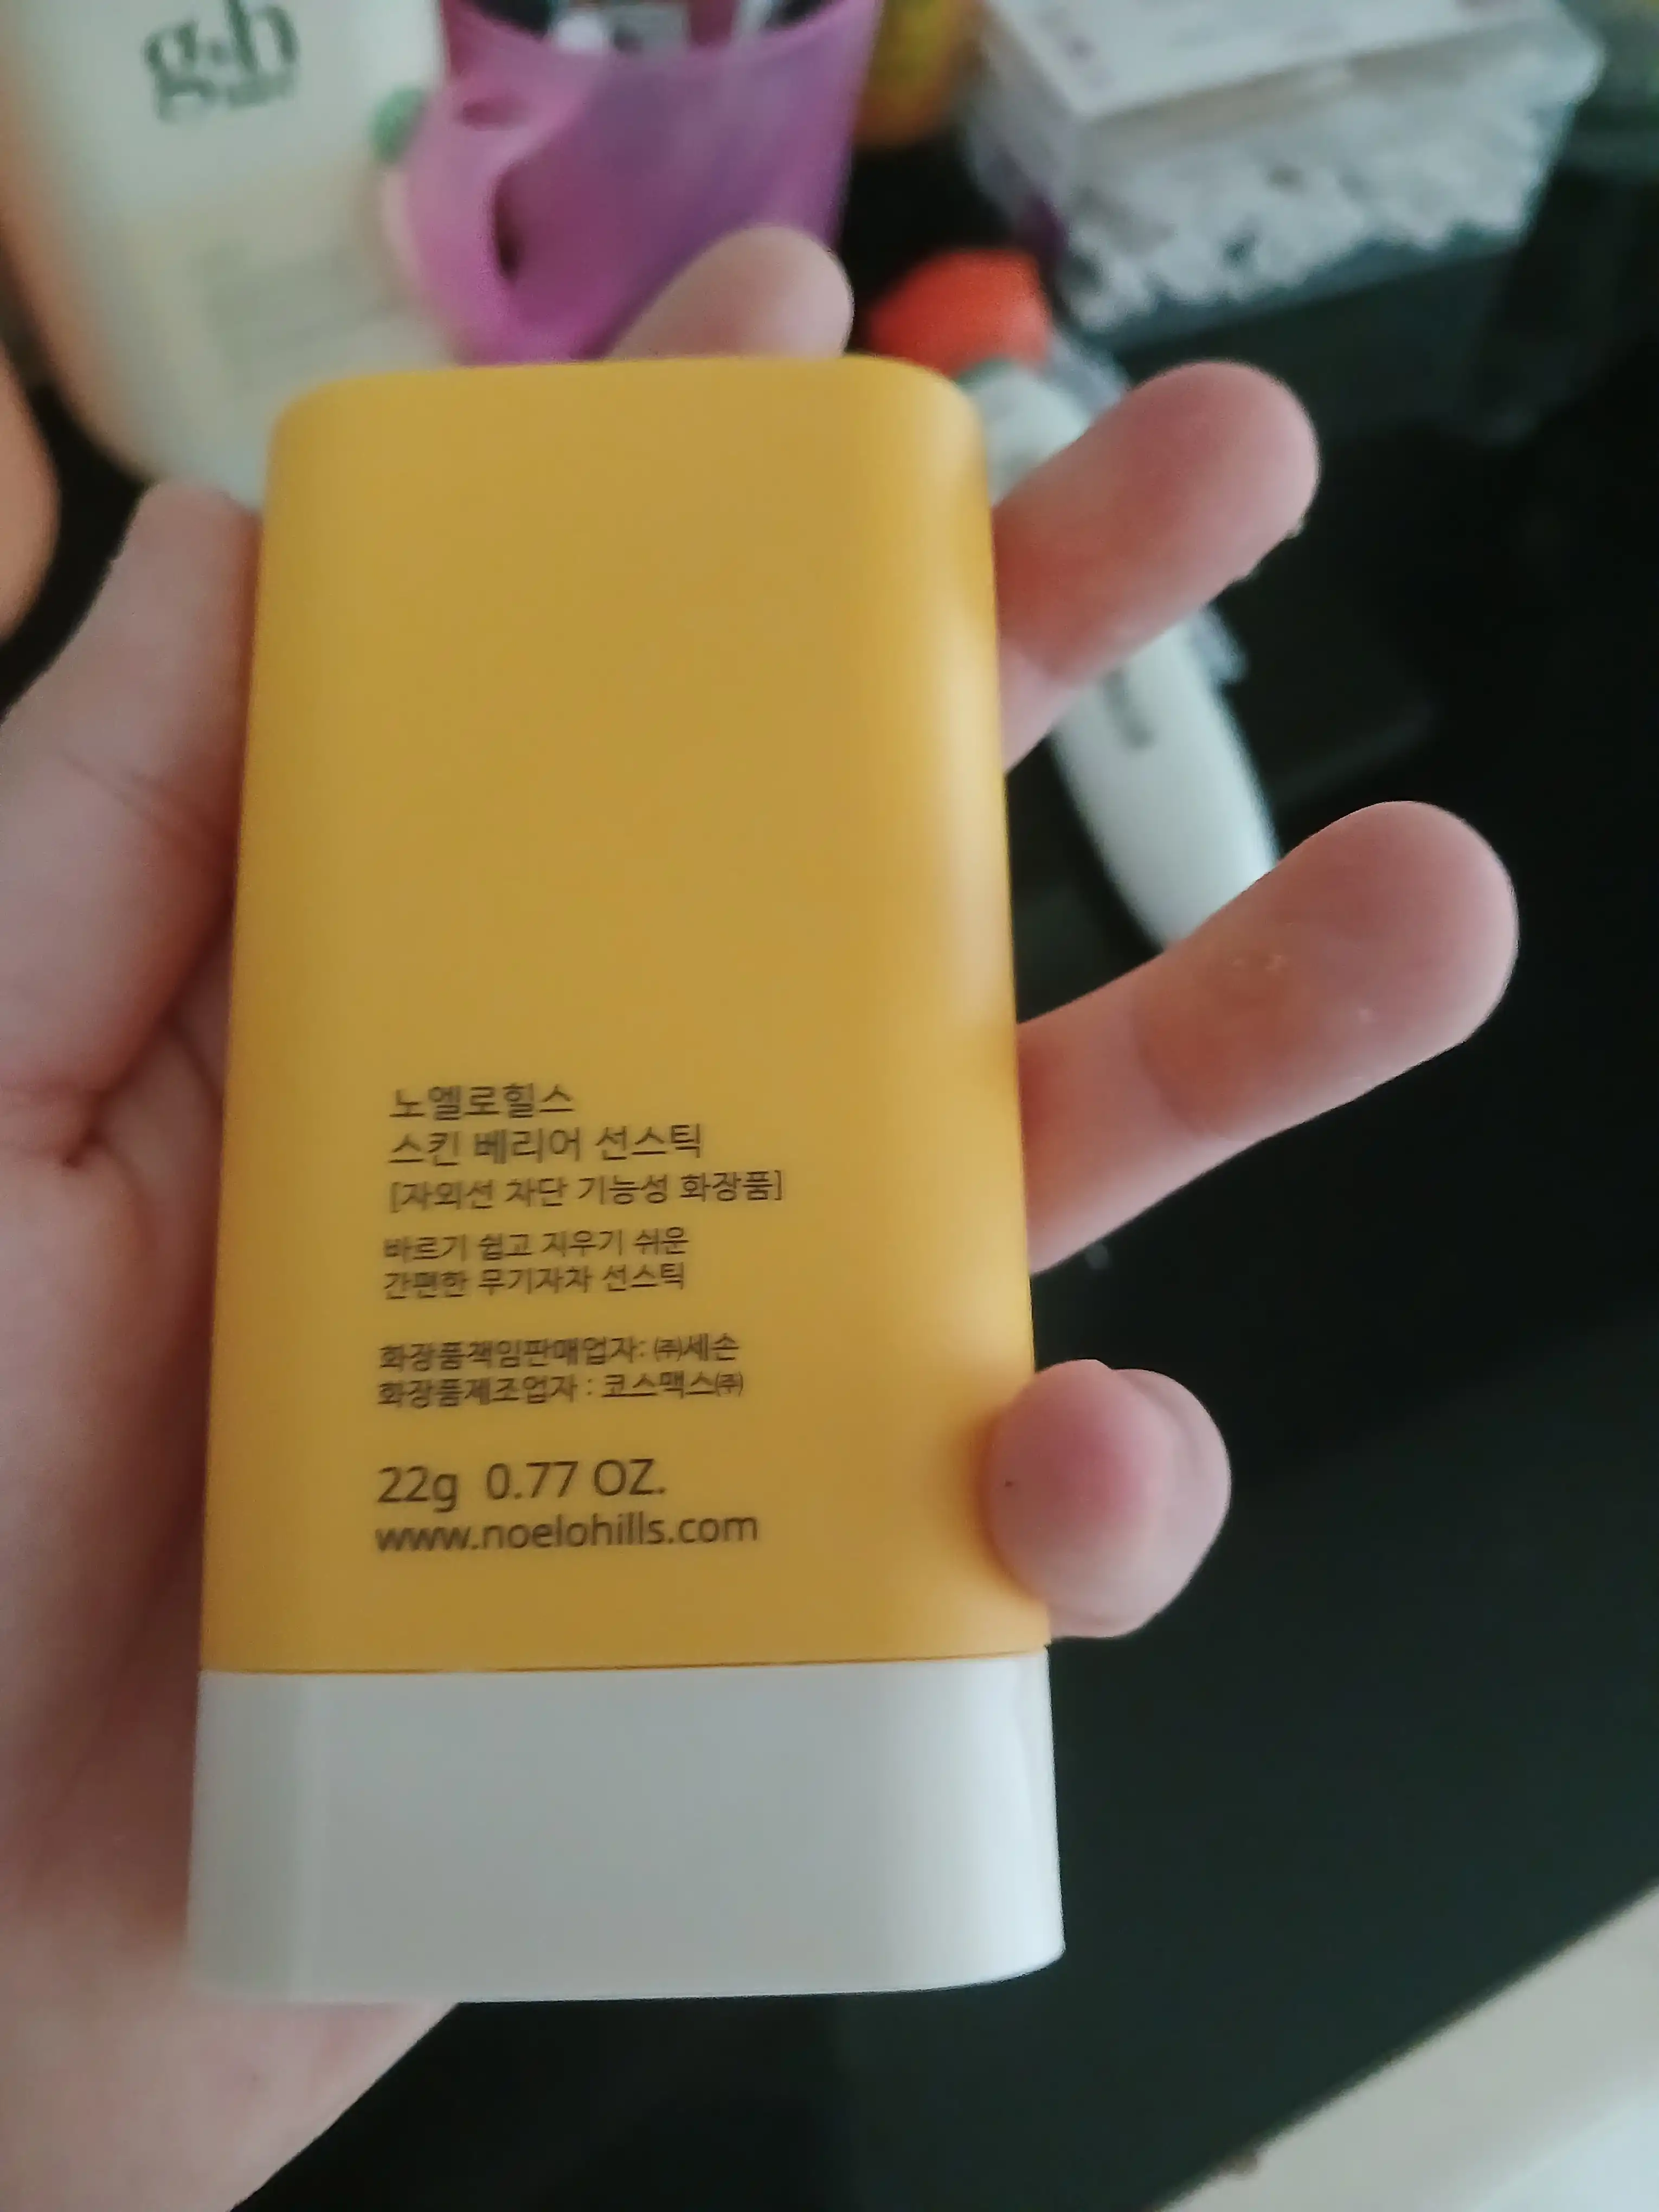 g&h
노엘로힐스
스킨 베리어 선스틱
[자외선 차단 기능성 화장품]
바르기 쉽고 지우기 쉬운
간편한 무기자차 선스틱
화장품책임판매업자: ㈜세손
화장품제조업자 : 코스맥스㈜
22g 0.77 OZ.
www.noelohills.com